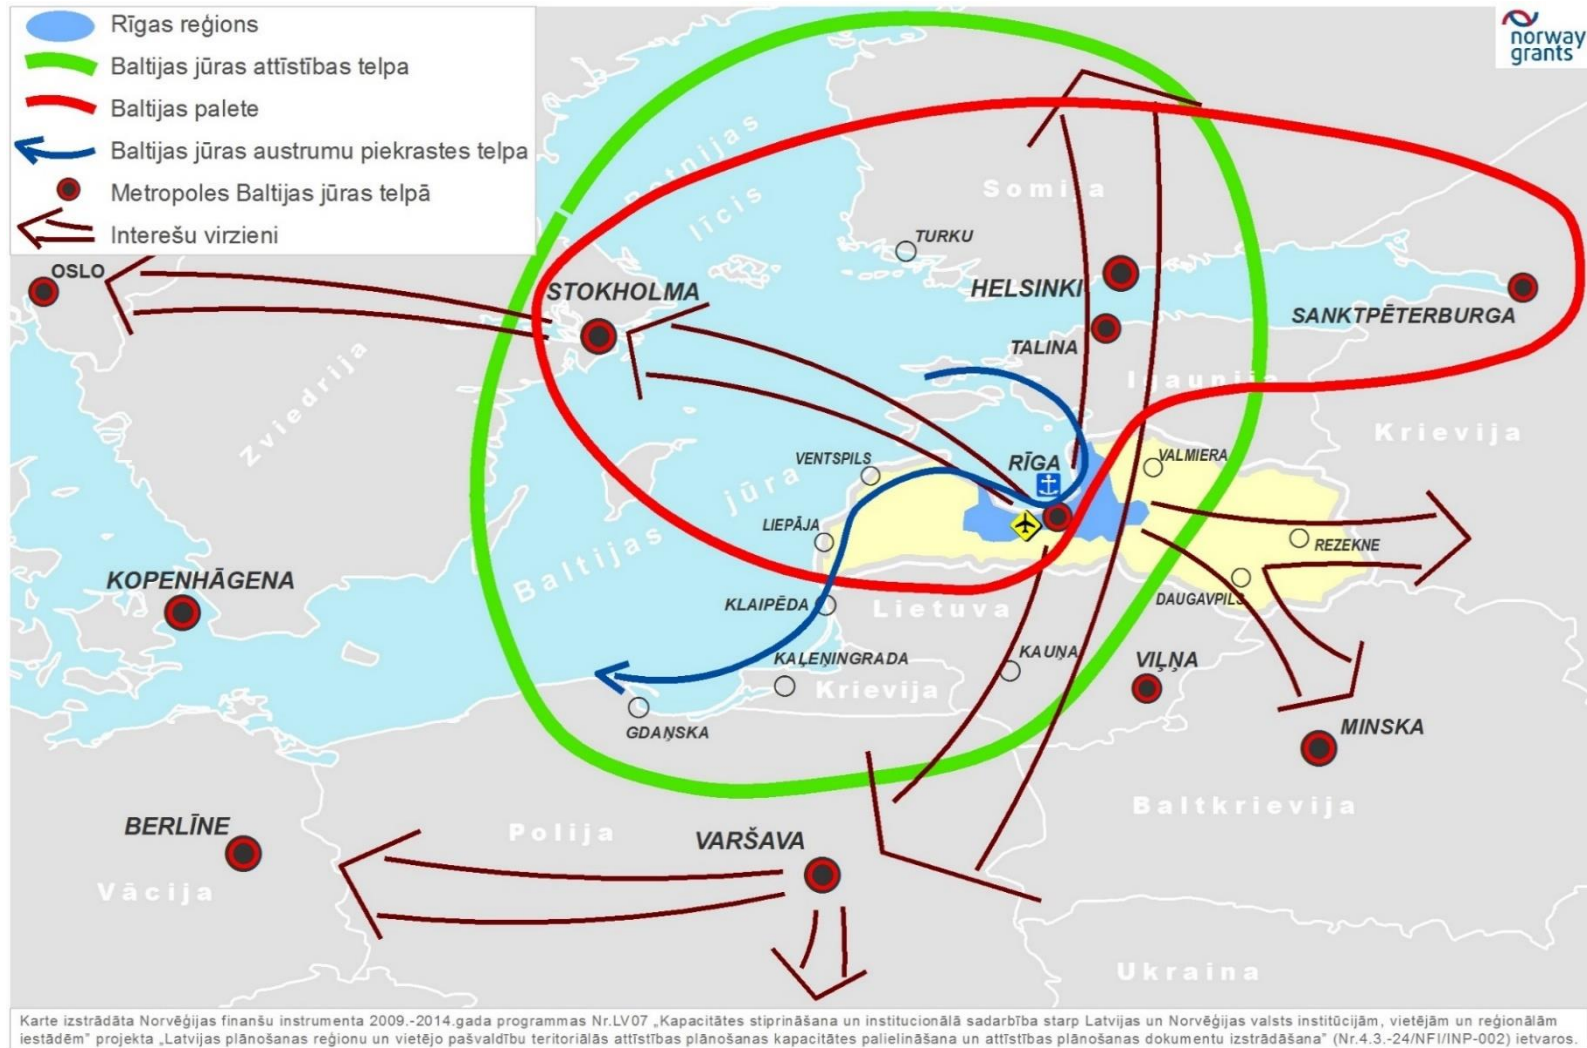 Rīgas reģions
Baltijas jūras attīstības telpa
Baltijas palete
Baltijas jūras austrumu piekrastes telpa
Metropoles Baltijas jūras telpā
Interešu virzieni
norway
grants
Botnijas
līcis
Somija
TURKU
OSLO
STOKHOLMA
HELSINKI
SANKTPĒTERBURGA
TALINA
Igaunija
Zviedrija
Krievija
VENTSPILS
RĪGA
VALMIERA
Baltijas jūra
LIEPĀJA
REZEKNE
KOPENHĀGENA
KLAIPĒDA
Lietuva
DAUGAVPILS
KAĻEŅINGRADA
KAUŅA
VIĻŅA
Krievija
GDAŅSKA
MINSKA
Baltkrievija
BERLĪNE
Polija
VARŠAVA
Vācija
Ukraina
Karte izstrādāta Norvēģijas finanšu instrumenta 2009.-2014.gada programmas Nr.LV07 „Kapacitātes stiprināšana un institucionālā sadarbība starp Latvijas un Norvēģijas valsts institūcijām, vietējām un reģionālām
iestādēm” projekta „Latvijas plānošanas reģionu un vietējo pašvaldību teritoriālās attīstības plānošanas kapacitātes palielināšana un attīstības plānošanas dokumentu izstrādāšana” (Nr.4.3.-24/NFI/INP-002) ietvaros.